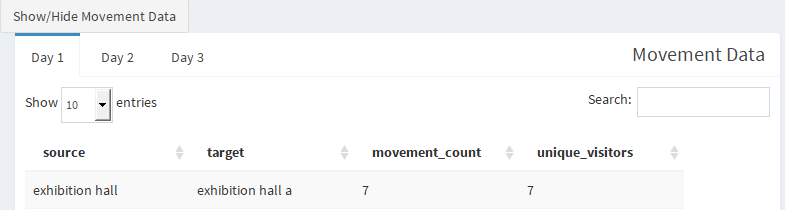 Show/Hide Movement Data
Day 1 Day 2 Day 3 Movement Data
Show 10 entries Search:
source target movement_count unique_visitors
exhibition hall exhibition hall a 7 7